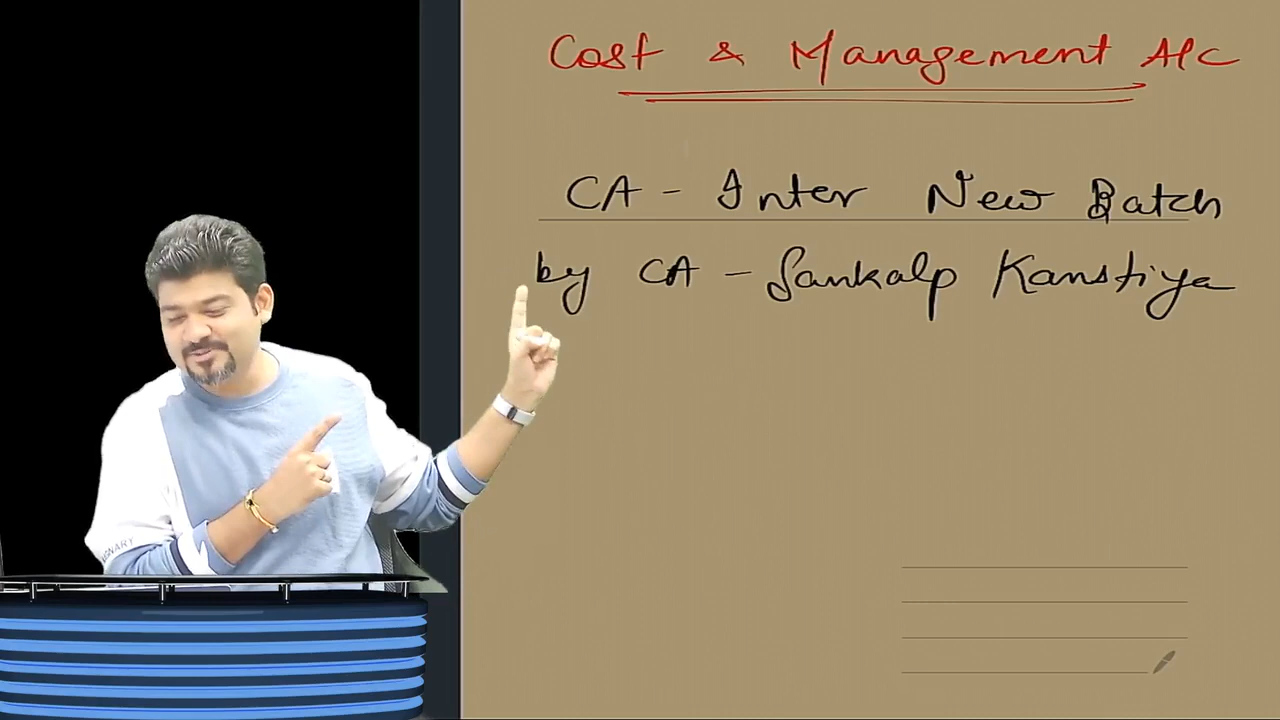 Cost & Management A/c
CA - Inter New Batch
by CA - Sankalp Kanstiya